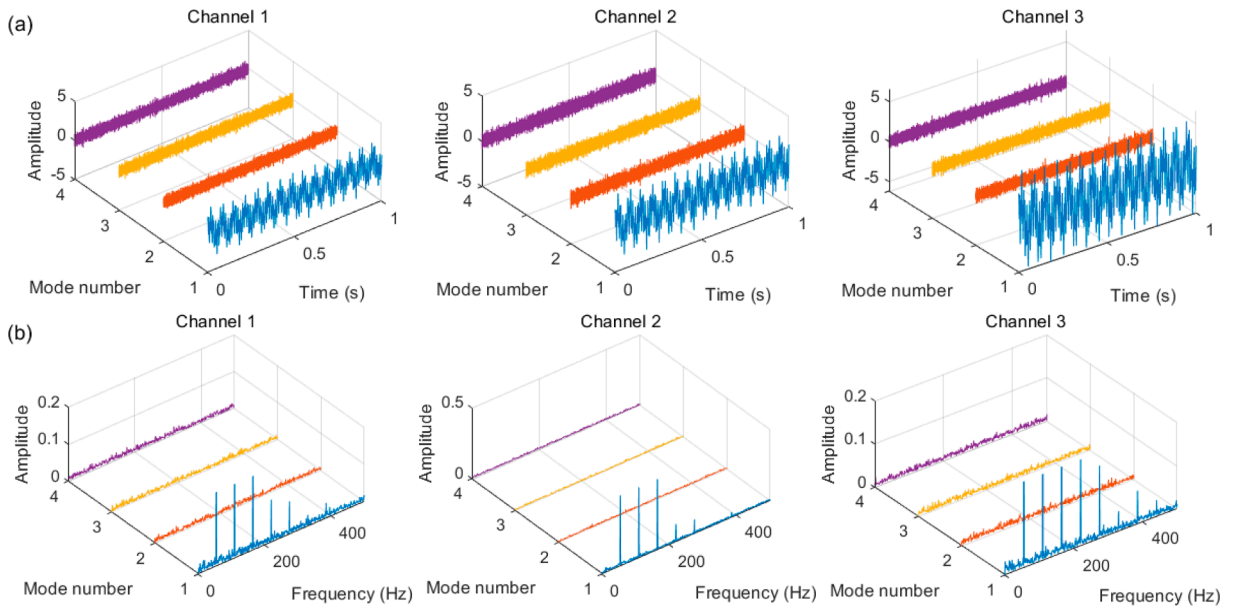 (a)
Channel 1
Channel 2
Channel 3
Amplitude
5
0
-5
4
3
2
1
Mode number
0
0.5
1
Time (s)
Amplitude
5
0
-5
4
3
2
1
Mode number
0
0.5
1
Time (s)
Amplitude
5
0
-5
4
3
2
1
Mode number
0
0.5
1
Time (s)
(b)
Channel 1
Channel 2
Channel 3
Amplitude
0.2
0.1
0
4
3
2
1
Mode number
0
200
400
Frequency (Hz)
Amplitude
0.5
0
4
3
2
1
Mode number
0
200
400
Frequency (Hz)
Amplitude
0.2
0.1
0
4
3
2
1
Mode number
0
200
400
Frequency (Hz)